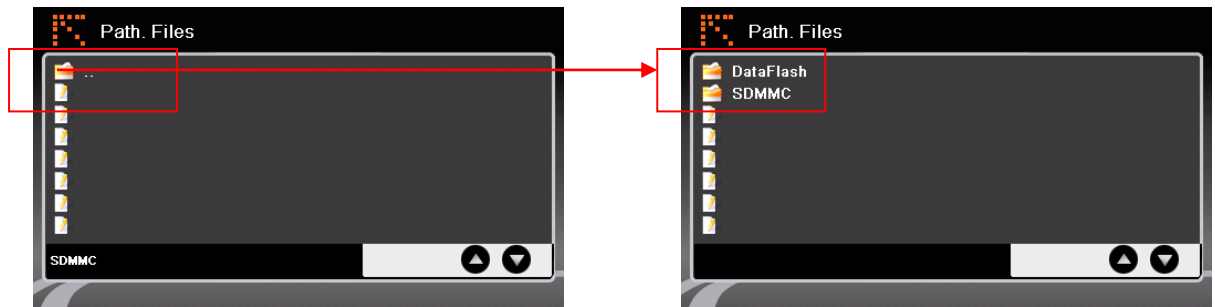 Path. Files
..
SDMMC
Path. Files
DataFlash
SDMMC